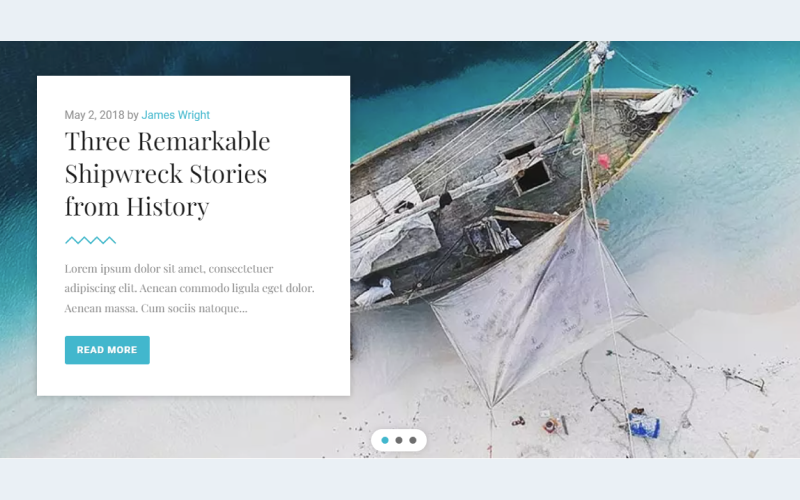 May 2, 2018 by James Wright
Three Remarkable
Shipwreck Stories
from History
Lorem ipsum dolor sit amet, consectetuer
adipiscing elit. Aenean commodo ligula eget dolor.
Aenean massa. Cum sociis natoque...
READ MORE